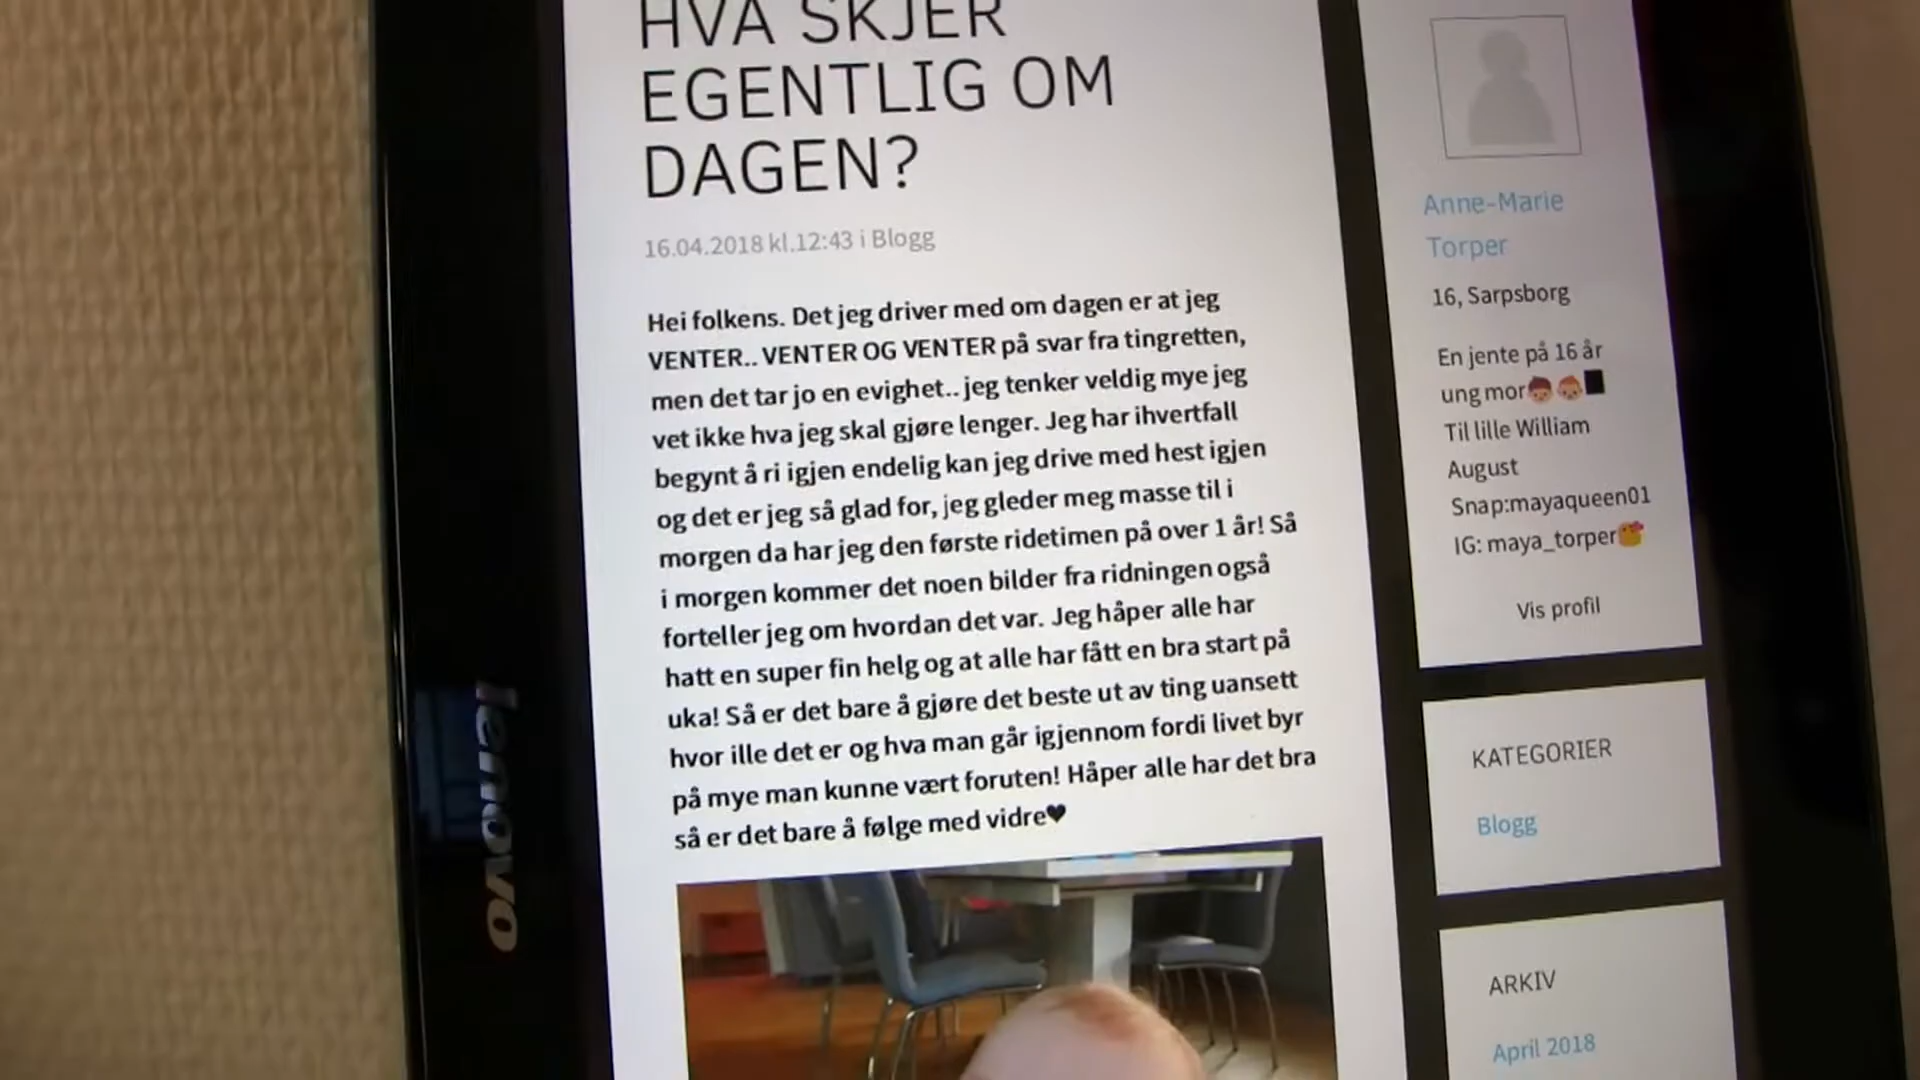 HVA SKJER
EGENTLIG OM
DAGEN?
16.04.2018 kl.12:43 i Blogg
Hei folkens. Det jeg driver med om dagen er at jeg
VENTER.. VENTER OG VENTER på svar fra tingretten,
men det tar jo en evighet.. jeg tenker veldig mye jeg
vet ikke hva jeg skal gjøre lenger. Jeg har ihvertfall
begynt å ri igjen endelig kan jeg drive med hest igjen
og det er jeg så glad for, jeg gleder meg masse til i
morgen da har jeg den første ridetimen på over 1 år! Så
i morgen kommer det noen bilder fra ridningen også
forteller jeg om hvordan det var. Jeg håper alle har
hatt en super fin helg og at alle har fått en bra start på
uka! Så er det bare å gjøre det beste ut av ting uansett
hvor ille det er og hva man går igjennom fordi livet byr
på mye man kunne vært foruten! Håper alle har det bra
så er det bare å følge med vidre♥
Anne-Marie
Torper
16, Sarpsborg
En jente på 16 år
ung mor
Til lille William
August
Snap:mayaqueen01
IG: maya_torper
Vis profil
KATEGORIER
Blogg
ARKIV
April 2018
lenovo